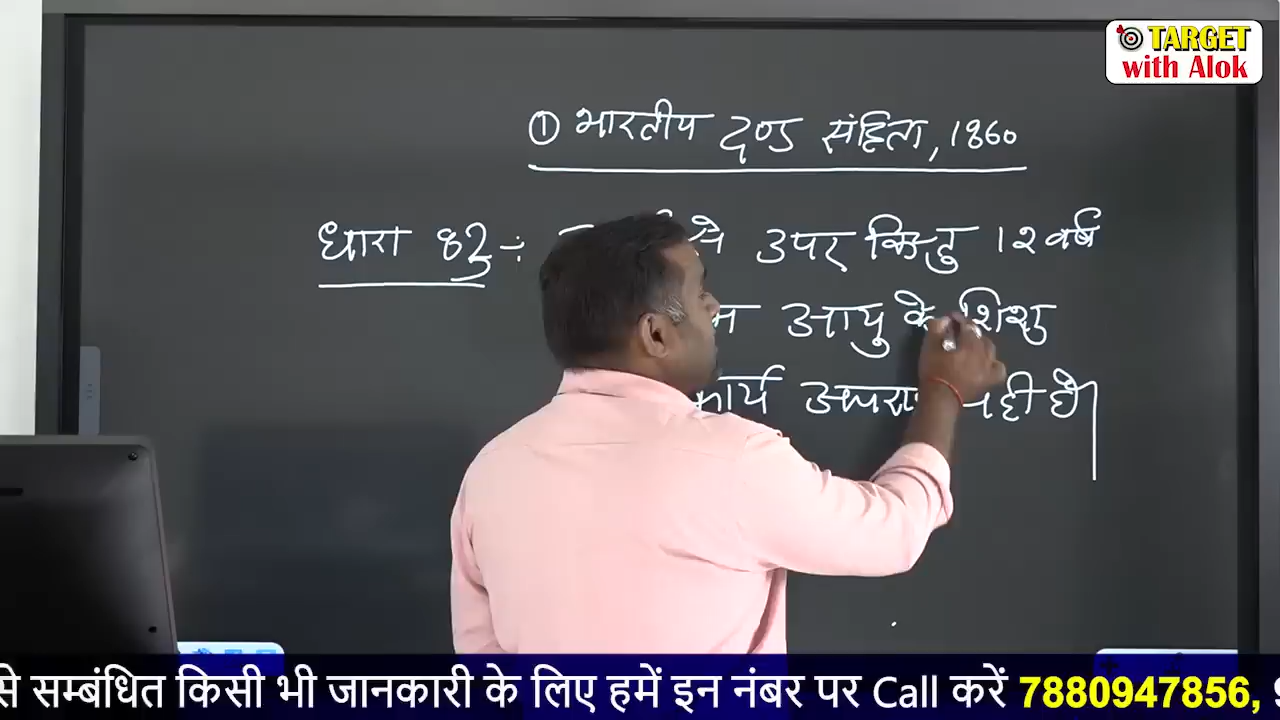 TARGET
with Alok
① भारतीय दण्ड संहिता, 1860
धारा 82 ÷ से उपर किन्तु 12 वर्ष
आयु के शिशु
कार्य अपराध नही है।
से सम्बंधित किसी भी जानकारी के लिए हमें इन नंबर पर Call करें 7880947856, 9